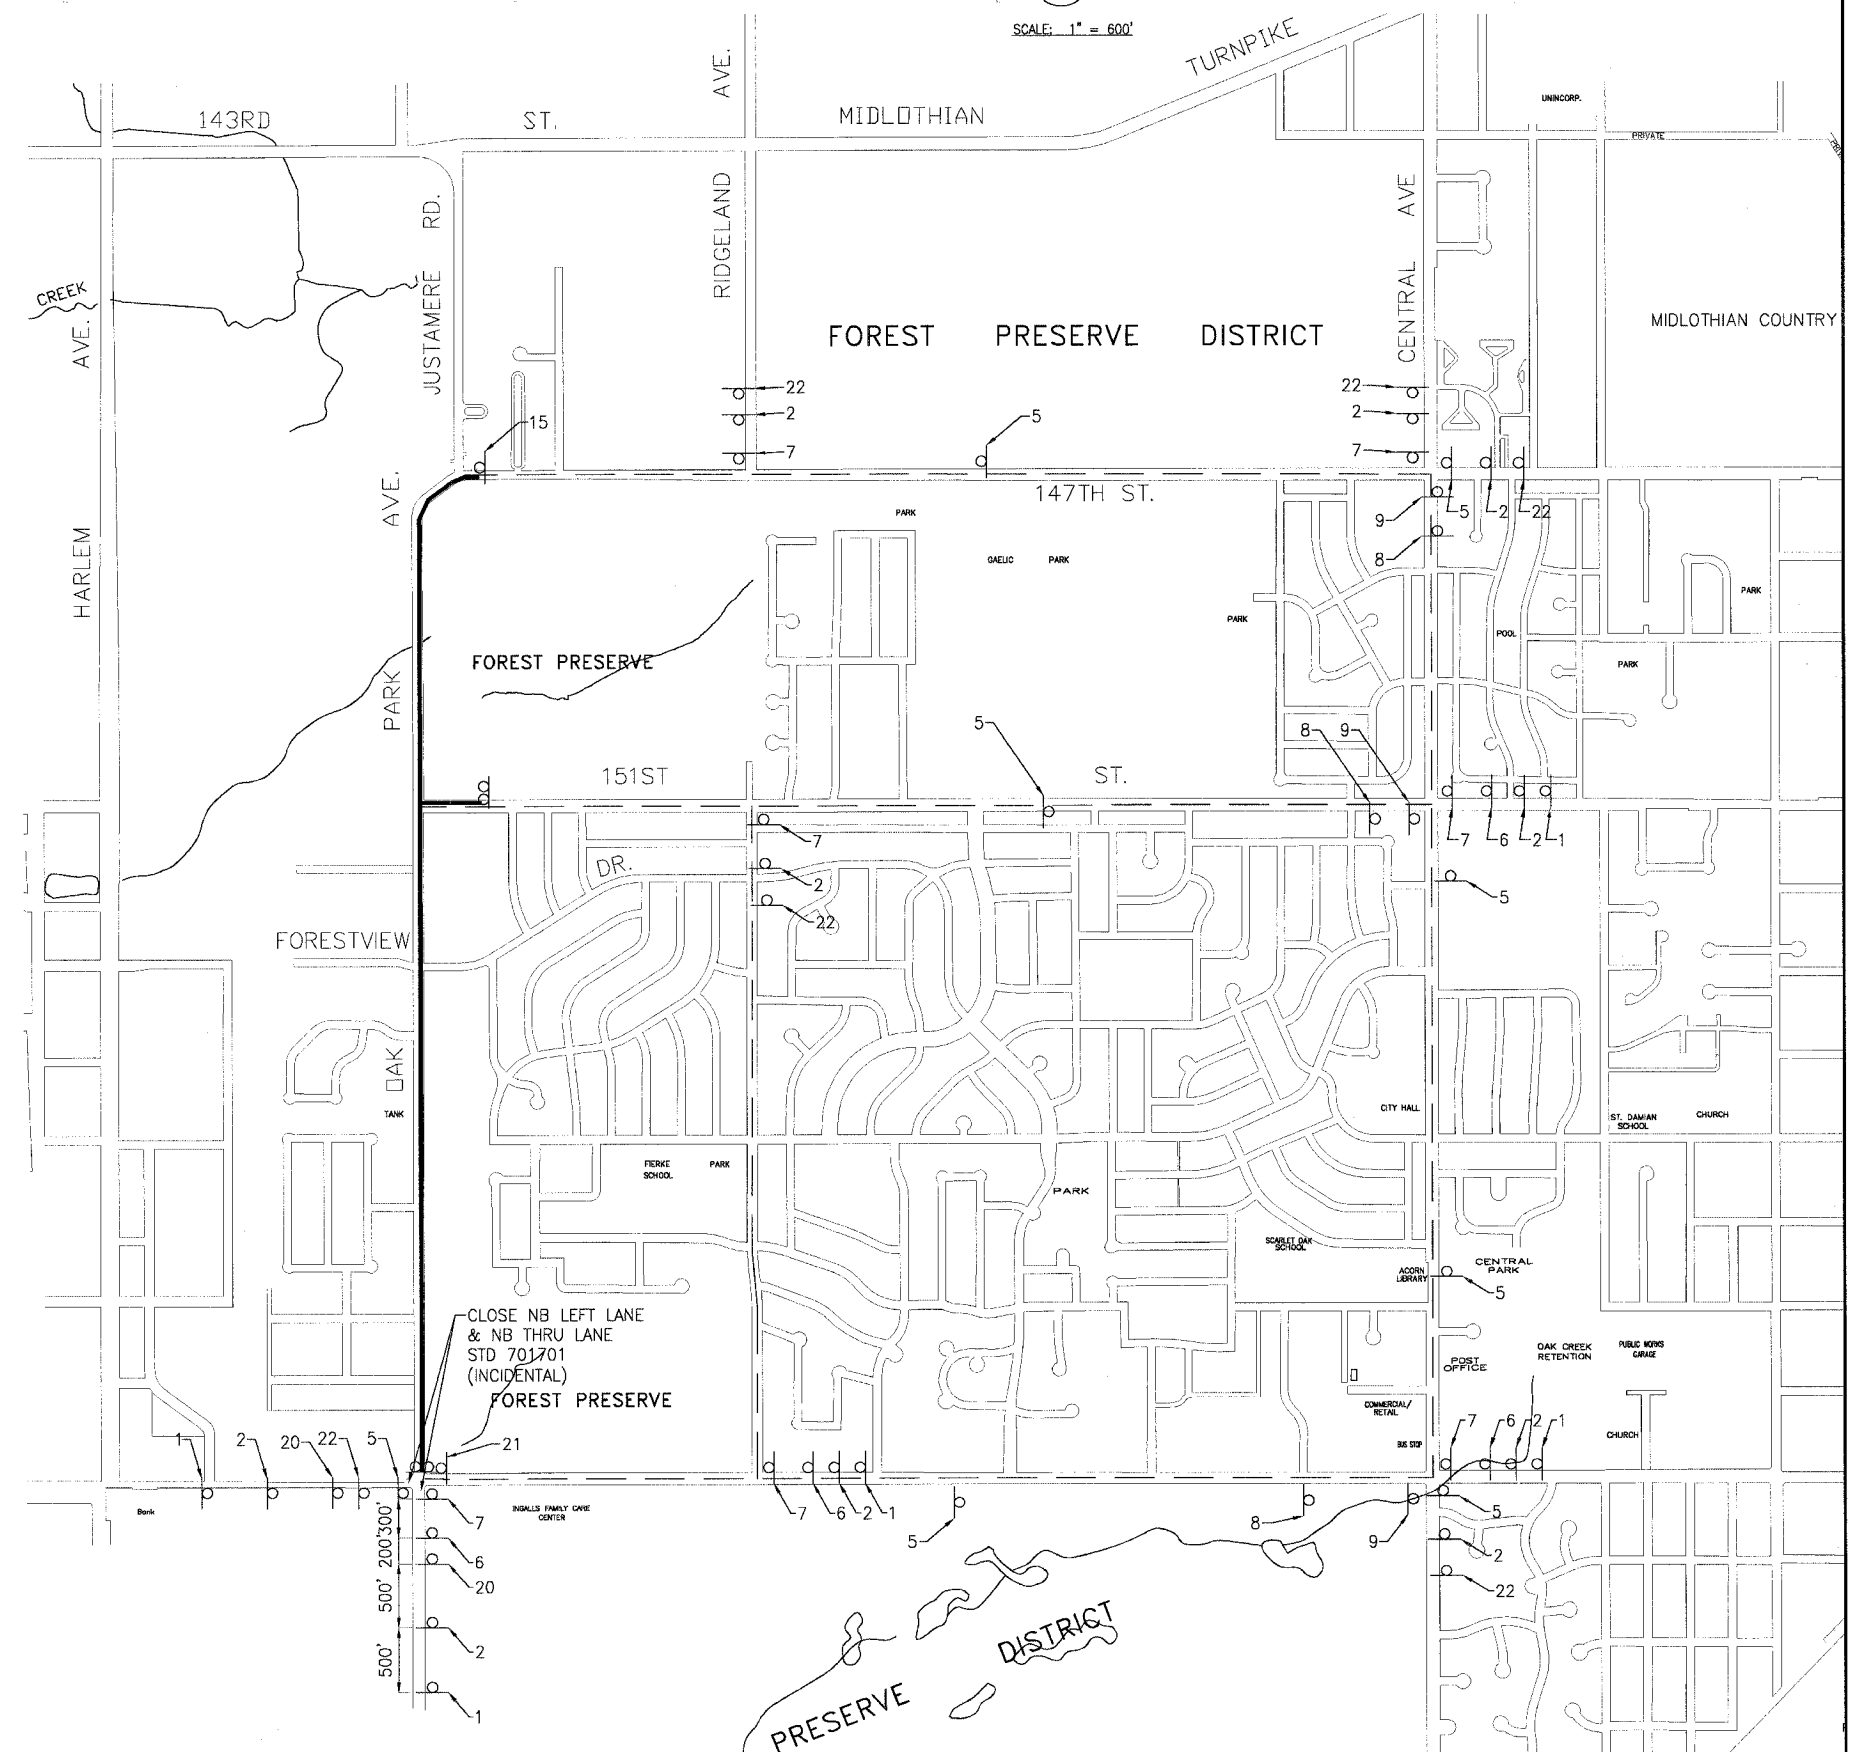 SCALE: 1" = 600'
TURNPIKE
143RD ST.
AVE.
MIDLOTHIAN
UNINCORP.
PRIVATE
JUSTAMERE RD.
RIDGELAND
CENTRAL AVE
CREEK
HARLEM AVE.
FOREST PRESERVE DISTRICT
MIDLOTHIAN COUNTRY
22
22
2
2
15
5
7
7
147TH ST.
9
5
2
22
8
PARK
GAELIC PARK
PARK
PARK
POOL
PARK
FOREST PRESERVE
OAK PARK AVE.
5
8
9
151ST ST.
7
7
6
2
1
DR.
2
5
22
FORESTVIEW
TANK
CITY HALL
ST. DAMIAN
SCHOOL
CHURCH
FIERKE
SCHOOL
PARK
PARK
SCARLET OAK
SCHOOL
ACORN
LIBRARY
CENTRAL
PARK
5
CLOSE NB LEFT LANE
& NB THRU LANE
STD 701701
(INCIDENTAL)
FOREST PRESERVE
POST
OFFICE
OAK CREEK
RETENTION
PUBLIC WORKS
GARAGE
COMMERCIAL/
RETAIL
BUS STOP
CHURCH
1
2
20
22
5
21
7
6
2
1
Bank
INGALLS FAMILY CARE
CENTER
7
7
6
2
1
5
8
9
5
300'
200'
6
2
500'
20
22
500'
2
1
DISTRICT
PRESERVE